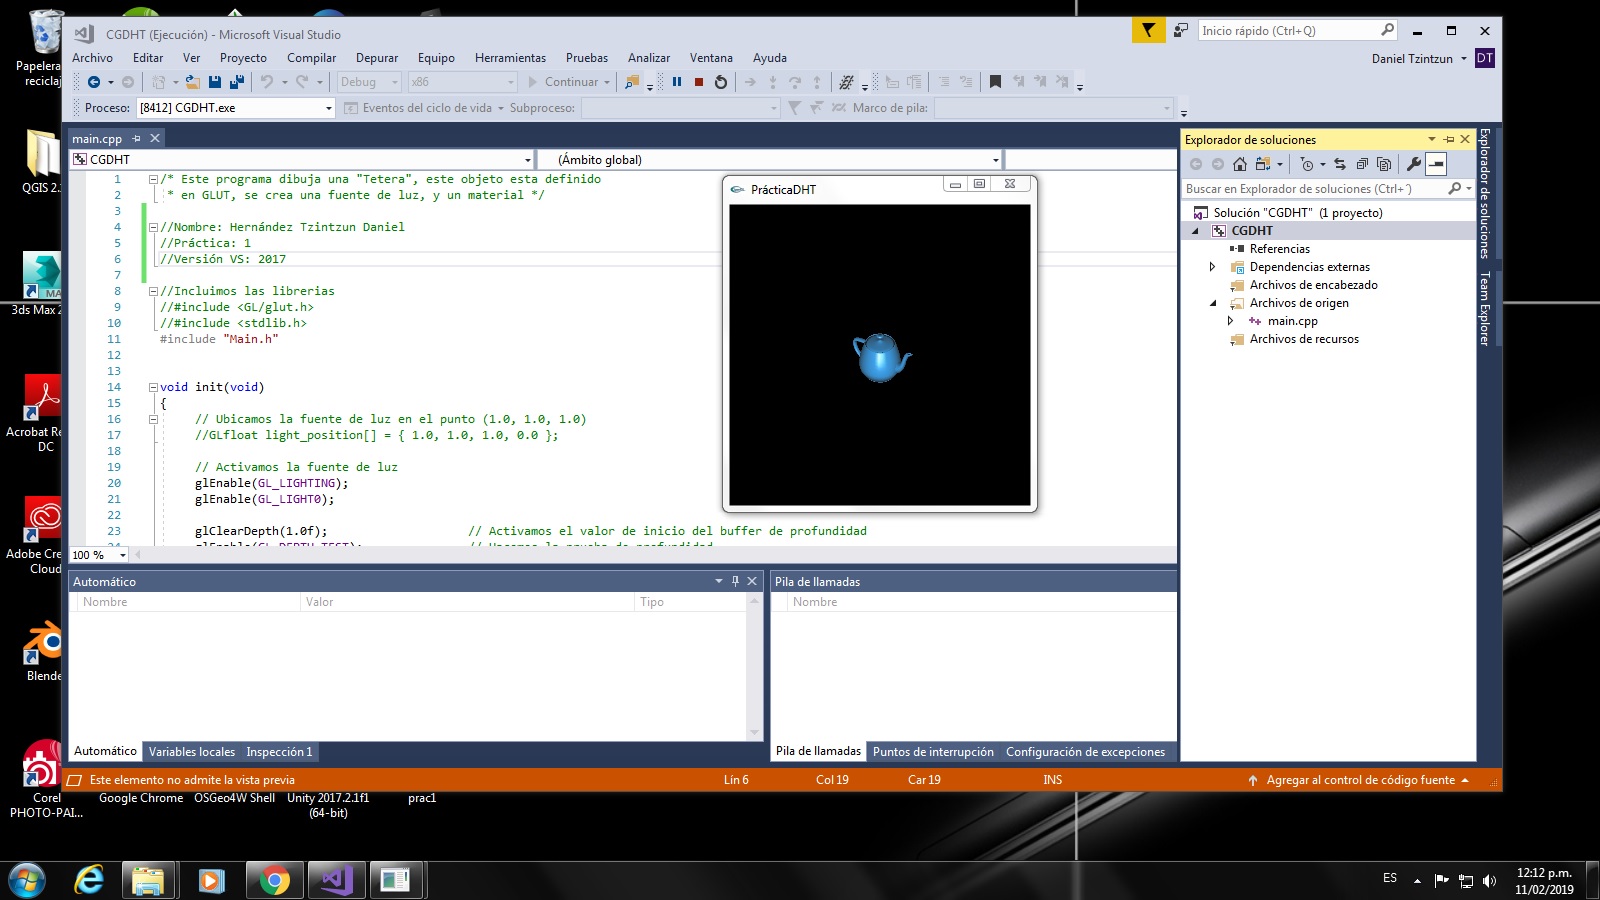 Papelera
reciclaj
QGIS 2.
3ds Max 2
Acrobat Re
DC
Adobe Cre
Cloud
Blende
Corel
PHOTO-PAI...
Google Chrome
OSGeo4W Shell
Unity 2017.2.1f1
(64-bit)
prac1
CGDHT (Ejecución) - Microsoft Visual Studio
Inicio rápido (Ctrl+Q)
Archivo Editar Ver Proyecto Compilar Depurar Equipo Herramientas Pruebas Analizar Ventana Ayuda
Daniel Tzintzun DT
Debug x86 Continuar
Proceso: [8412] CGDHT.exe Eventos del ciclo de vida Subproceso: Marco de pila:
main.cpp
CGDHT (Ámbito global)
1 /* Este programa dibuja una "Tetera", este objeto esta definido
2 * en GLUT, se crea una fuente de luz, y un material */
3
4 //Nombre: Hernández Tzintzun Daniel
5 //Práctica: 1
6 //Versión VS: 2017
7
8 //Incluimos las librerias
9 //#include <GL/glut.h>
10 //#include <stdlib.h>
11 #include "Main.h"
12
13
14 void init(void)
15 {
16 // Ubicamos la fuente de luz en el punto (1.0, 1.0, 1.0)
17 //GLfloat light_position[] = { 1.0, 1.0, 1.0, 0.0 };
18
19 // Activamos la fuente de luz
20 glEnable(GL_LIGHTING);
21 glEnable(GL_LIGHT0);
22
23 glClearDepth(1.0f); // Activamos el valor de inicio del buffer de profundidad
100 %
PrácticaDHT
Explorador de soluciones
Buscar en Explorador de soluciones (Ctrl+´)
Solución "CGDHT" (1 proyecto)
CGDHT
Referencias
Dependencias externas
Archivos de encabezado
Archivos de origen
main.cpp
Archivos de recursos
Explorador de soluciones
Team Explorer
Automático
Nombre Valor Tipo
Automático Variables locales Inspección 1
Pila de llamadas
Nombre
Pila de llamadas Puntos de interrupción Configuración de excepciones
Este elemento no admite la vista previa Lín 6 Col 19 Car 19 INS Agregar al control de código fuente
ES
12:12 p.m.
11/02/2019